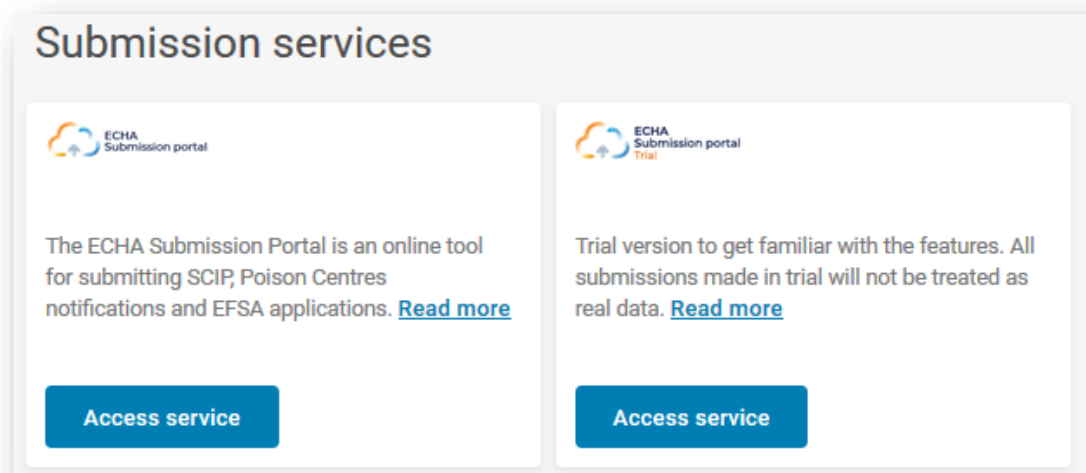 Submission services
ECHA
Submission portal
The ECHA Submission Portal is an online tool
for submitting SCIP, Poison Centres
notifications and EFSA applications. Read more
Access service
ECHA
Submission portal
Trial
Trial version to get familiar with the features. All
submissions made in trial will not be treated as
real data. Read more
Access service